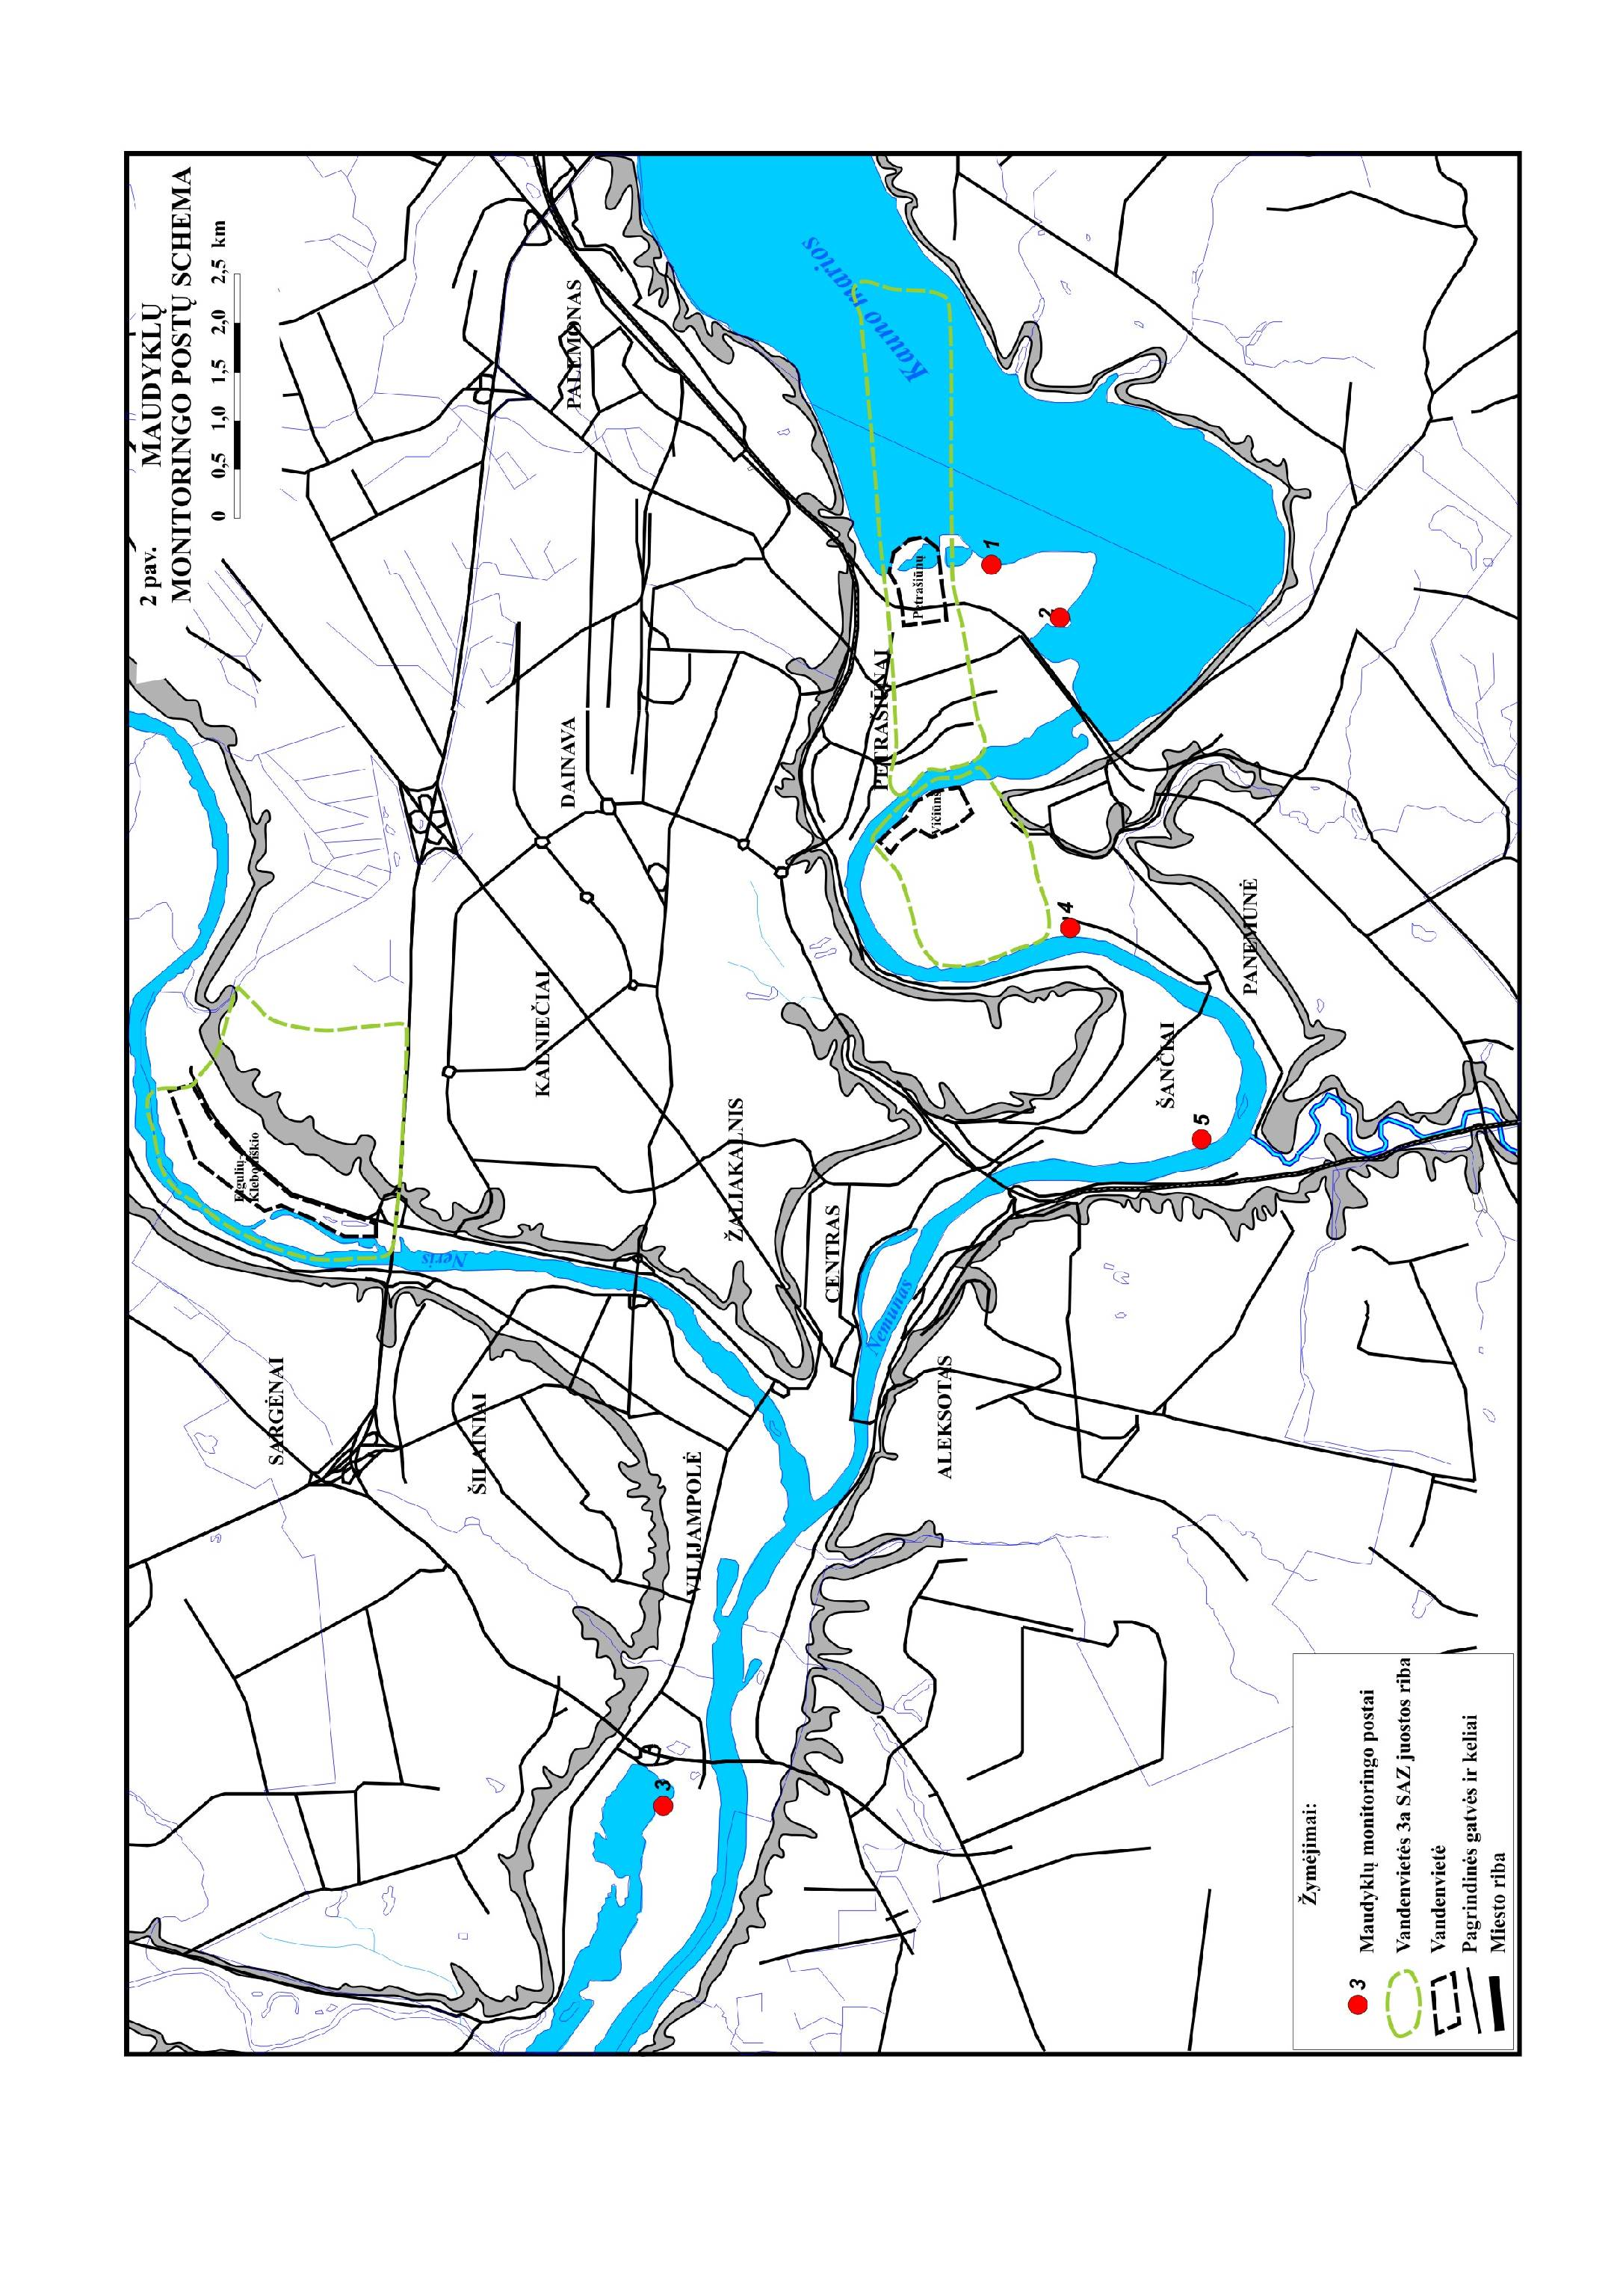 2 pav. MAUDYKLŲ
MONITORINGO POSTŲ SCHEMA
0 0,5 1,0 1,5 2,0 2,5 km
SARGĖNAI
Neris
Kleboniškio
ŠILAINIAI
KALNIEČIAI
DAINAVA
PALEMONAS
VILIJAMPOLĖ
ŽALIAKALNIS
3
CENTRAS
Nemunas
PETRAŠIŪNAI
Petrašiūnų
Kauno marios
1
2
ALEKSOTAS
4
ŠANČIAI
5
PANEMUNĖ
Žymėjimai:
3 Maudyklų monitoringo postai
Vandenvietės 3a SAZ juostos riba
Vandenvietė
Pagrindinės gatvės ir keliai
Miesto riba